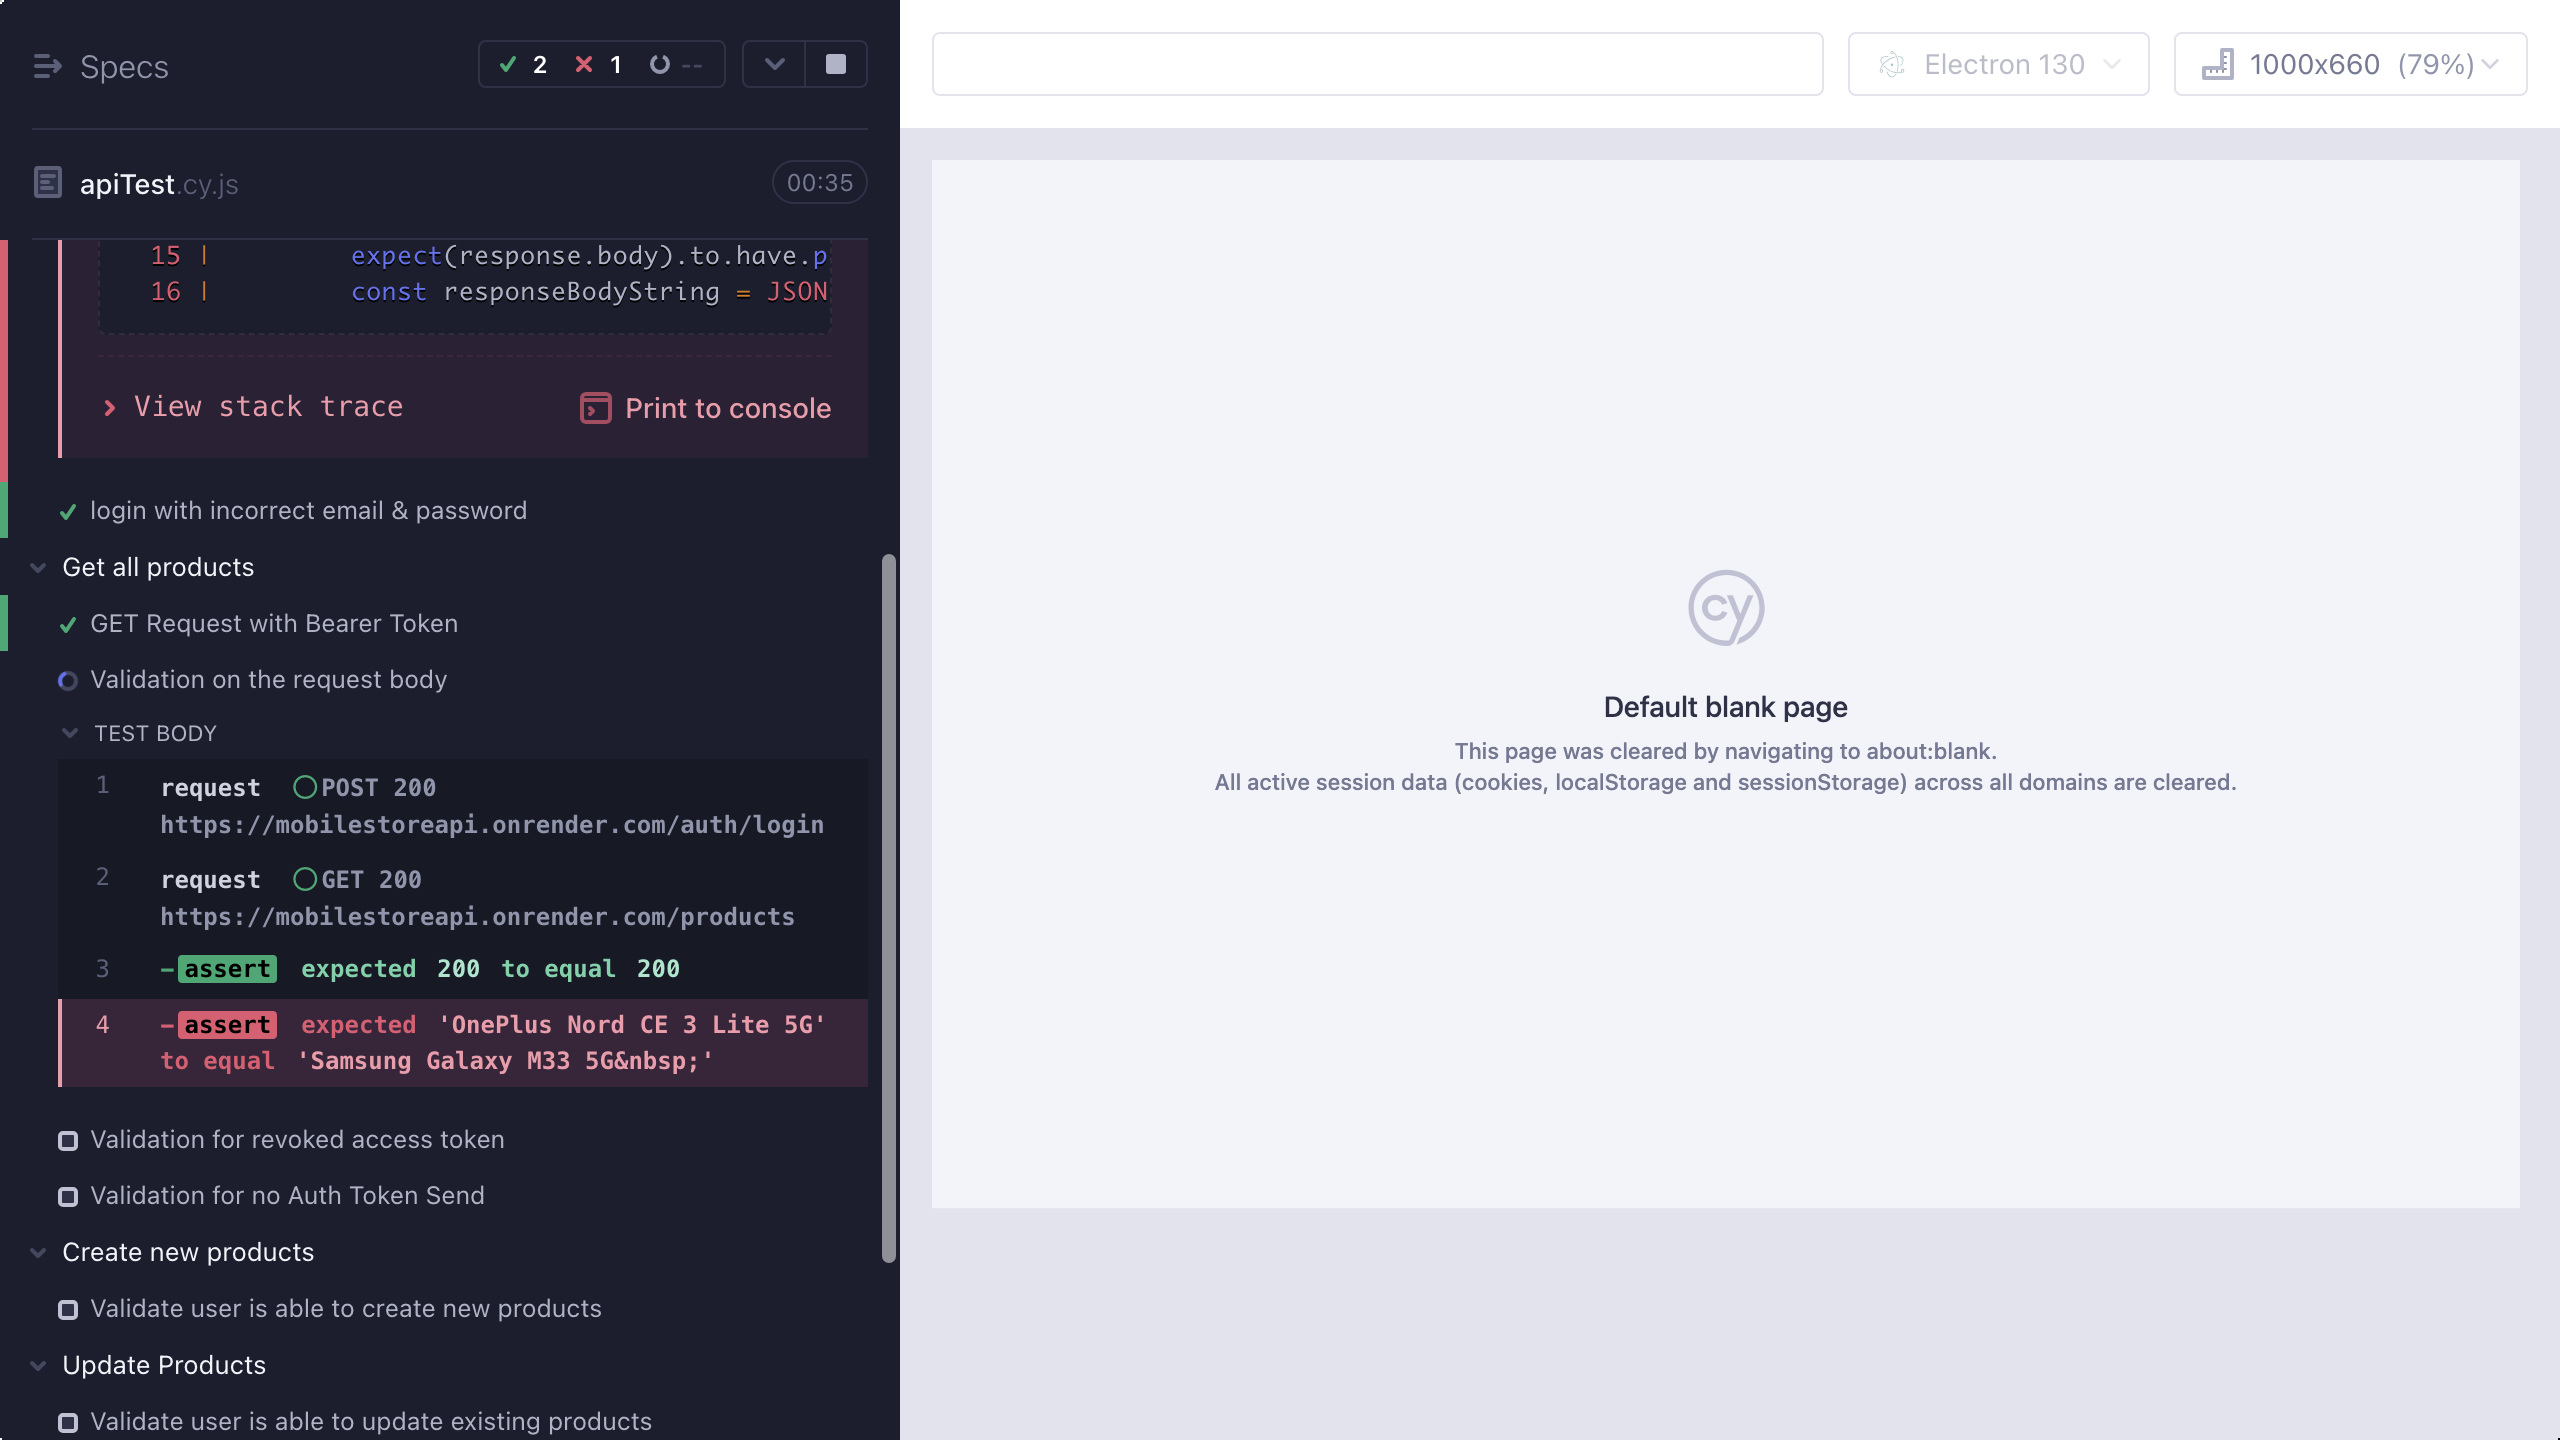 Specs
2 1 --
apiTest.cy.js
00:35
15 | expect(response.body).to.have.p
16 | const responseBodyString = JSON
View stack trace
Print to console
login with incorrect email & password
Get all products
GET Request with Bearer Token
Validation on the request body
TEST BODY
1 request POST 200
https://mobilestoreapi.onrender.com/auth/login
2 request GET 200
https://mobilestoreapi.onrender.com/products
3 -assert expected 200 to equal 200
4 -assert expected 'OnePlus Nord CE 3 Lite 5G'
to equal 'Samsung Galaxy M33 5G&nbsp;'
Validation for revoked access token
Validation for no Auth Token Send
Create new products
Validate user is able to create new products
Update Products
Validate user is able to update existing products
Electron 130
1000x660 (79%)
cy
Default blank page
This page was cleared by navigating to about:blank.
All active session data (cookies, localStorage and sessionStorage) across all domains are cleared.